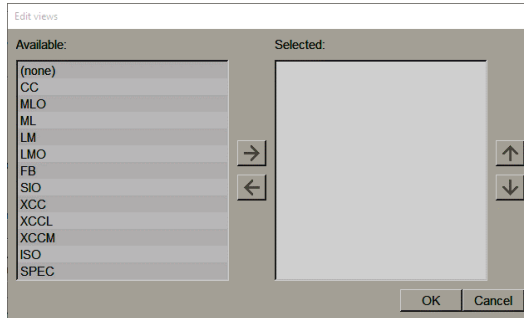 Edit views
Available:
Selected:
(none)
CC
MLO
ML
LM
LMO
FB
SIO
XCC
XCCL
XCCM
ISO
SPEC
OK
Cancel